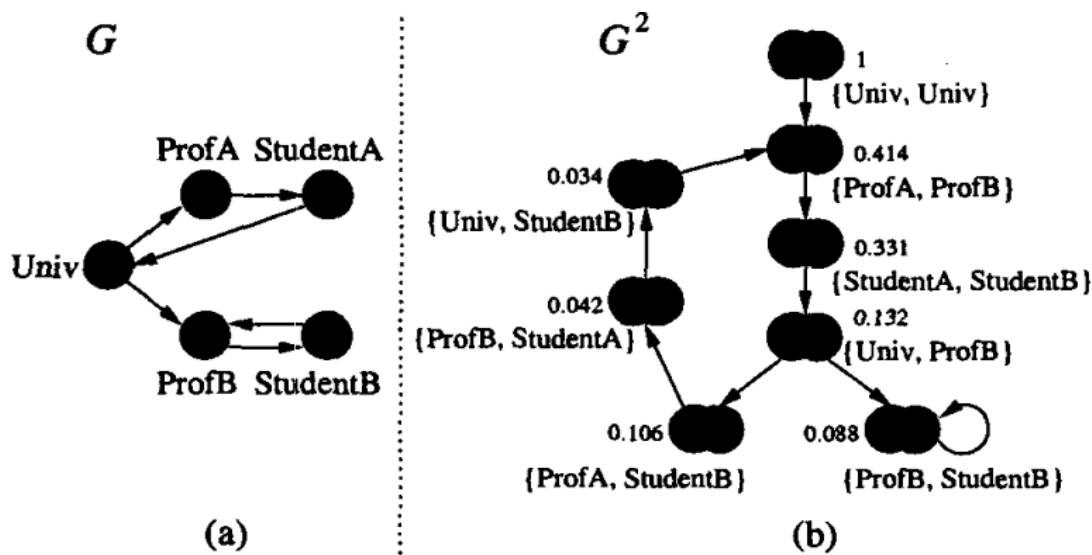 G
ProfA StudentA
Univ
ProfB StudentB
(a)
G²
1
{Univ, Univ}
0.414
{ProfA, ProfB}
0.034
{Univ, StudentB}
0.331
{StudentA, StudentB}
0.042
{ProfB, StudentA}
0.132
{Univ, ProfB}
0.106
{ProfA, StudentB}
0.088
{ProfB, StudentB}
(b)